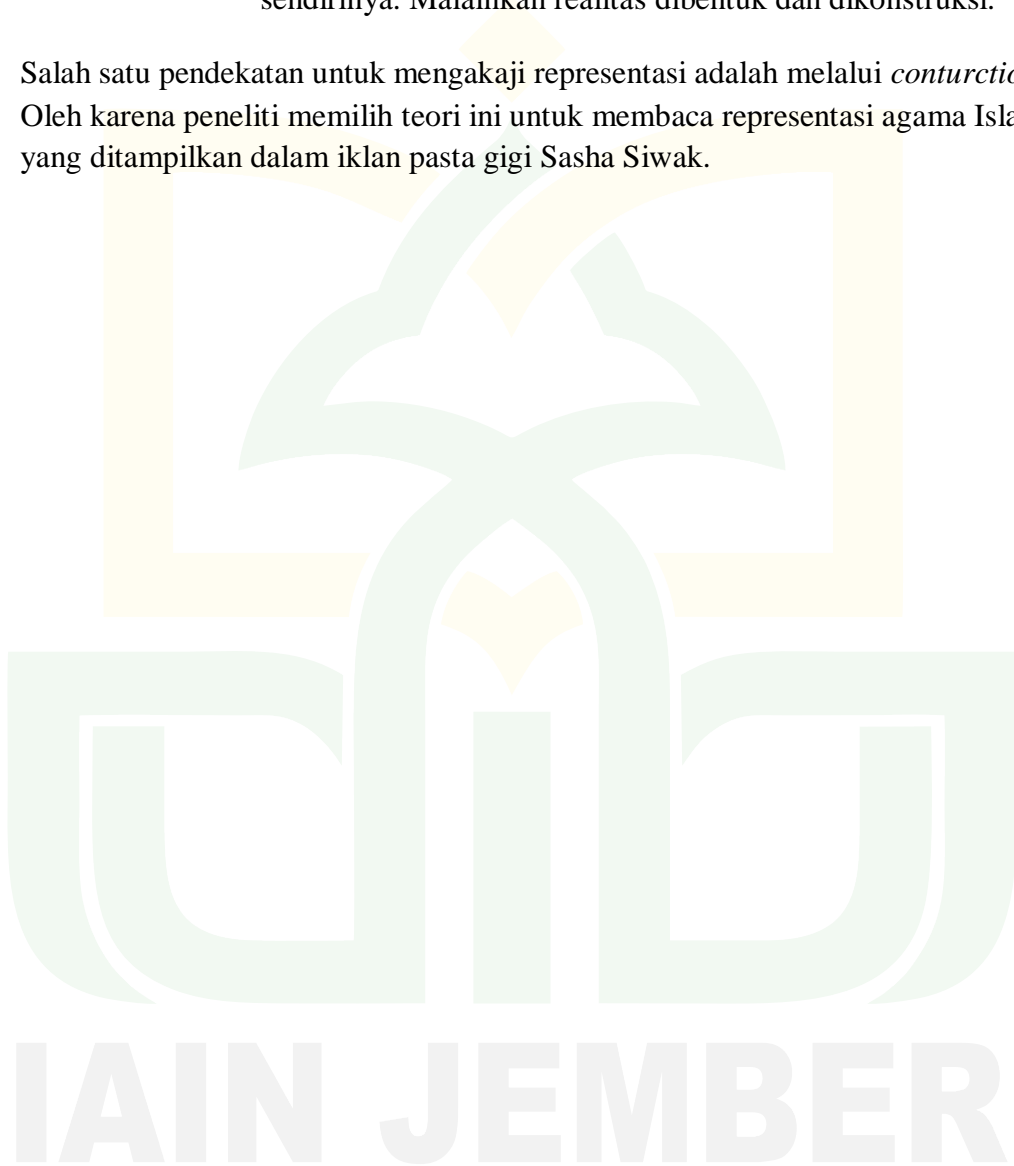 sendirinya. Malainkan realitas dibentuk dan dikonstruksi.
Salah satu pendekatan untuk mengakaji representasi adalah melalui
Oleh karena peneliti memilih teori ini untuk membaca representasi agama
yang ditampilkan dalam iklan pasta gigi Sasha Siwak.
IAIN JEMBER